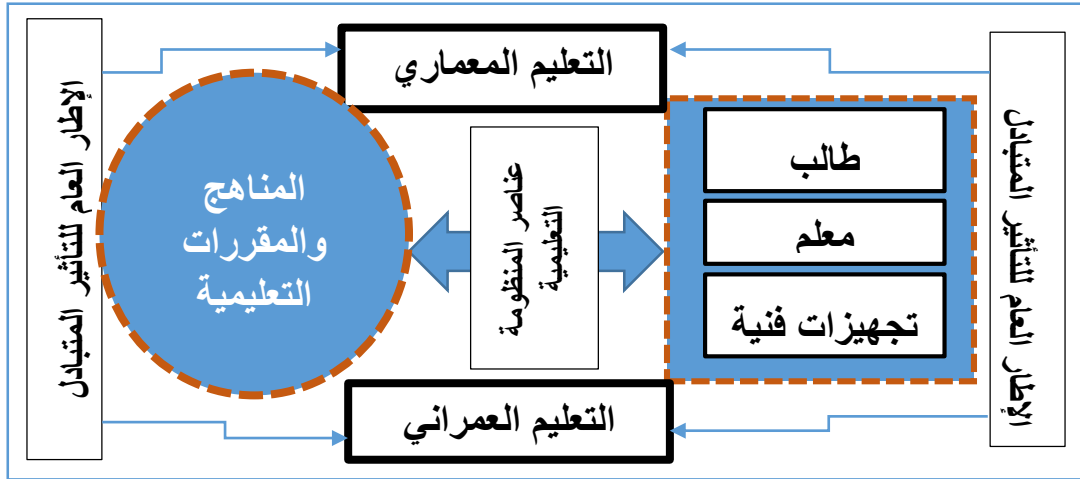 التعليم المعماري
الإطار العام للتأثير المتبادل
طالب
معلم
تجهيزات فنية
عناصر المنظومة
التعليمية
المناهج
والمقررات
التعليمية
الإطار العام للتأثير المتبادل
التعليم العمراني